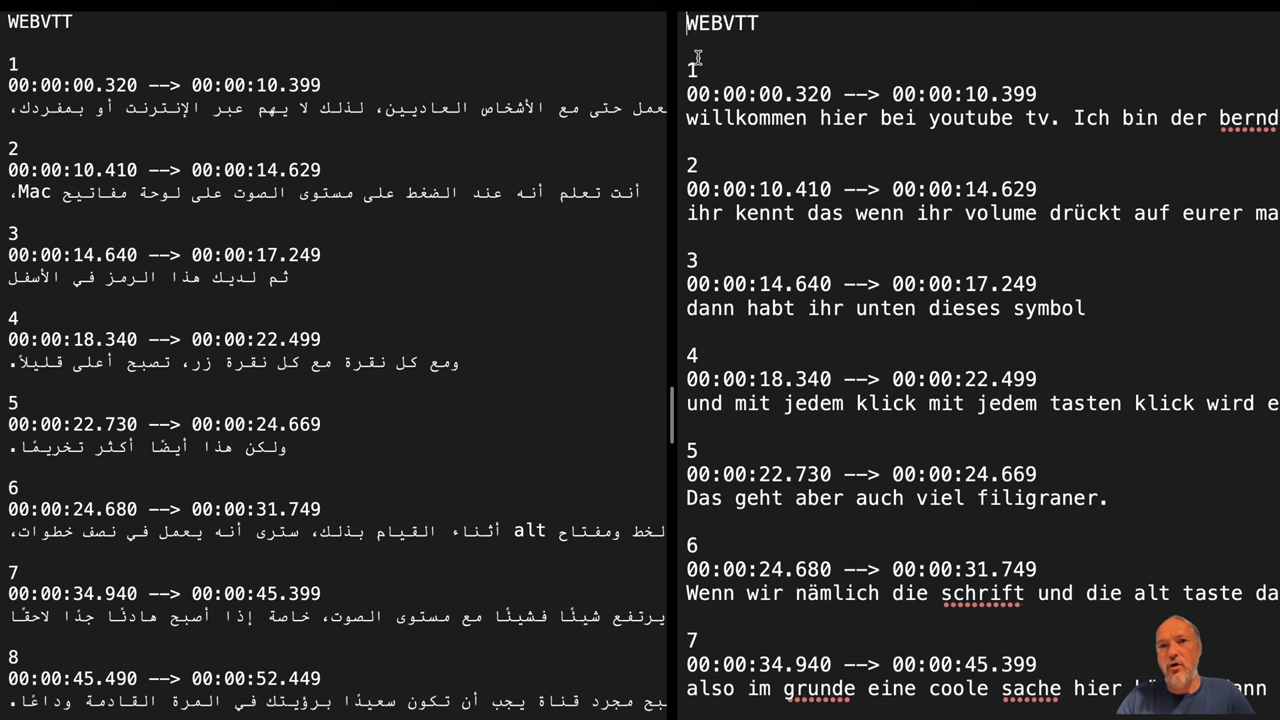 WEBVTT
1
00:00:00.320 --> 00:00:10.399
عمل حتى مع الأشخاص العاديين، لذلك لا يهم عبر الإنترنت أو بمفردك،
2
00:00:10.410 --> 00:00:14.629
أنت تعلم أنه عند الضغط على مستوى الصوت على لوحة مفاتيح Mac،
3
00:00:14.640 --> 00:00:17.249
ثم لديك هذا الرمز في الأسفل
4
00:00:18.340 --> 00:00:22.499
ومع كل نقرة مع كل نقرة زر، تصبح أعلى قليلاً.
5
00:00:22.730 --> 00:00:24.669
ولكن هذا أيضًا أكثر تخريمًا.
6
00:00:24.680 --> 00:00:31.749
لخط ومفتاح alt أثناء القيام بذلك، سترى أنه يعمل في نصف خطوات،
7
00:00:34.940 --> 00:00:45.399
يرتفع شيئًا فشيئًا مع مستوى الصوت، خاصة إذا أصبح هادئًا جدًا لاحقًا
8
00:00:45.490 --> 00:00:52.449
بح مجرد قناة يجب أن تكون سعيدًا برؤيتك في المرة القادمة وداعًا.
WEBVTT
1
00:00:00.320 --> 00:00:10.399
willkommen hier bei youtube tv. Ich bin der bernd
2
00:00:10.410 --> 00:00:14.629
ihr kennt das wenn ihr volume drückt auf eurer ma
3
00:00:14.640 --> 00:00:17.249
dann habt ihr unten dieses symbol
4
00:00:18.340 --> 00:00:22.499
und mit jedem klick mit jedem tasten klick wird e
5
00:00:22.730 --> 00:00:24.669
Das geht aber auch viel filigraner.
6
00:00:24.680 --> 00:00:31.749
Wenn wir nämlich die schrift und die alt taste da
7
00:00:34.940 --> 00:00:45.399
also im grunde eine coole sache hier